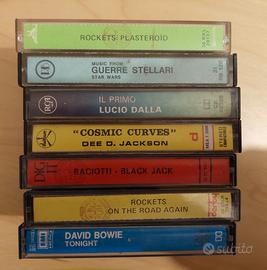 ROCKETS: PLASTEROID
MUSIC FROM
GUERRE STELLARI
STAR WARS
IL PRIMO
LUCIO DALLA
RCA
"COSMIC CURVES"
DEE D. JACKSON
P
BACIOTTI - BLACK JACK
ROCKETS
ON THE ROAD AGAIN
DAVID BOWIE
TONIGHT
EMI
subito